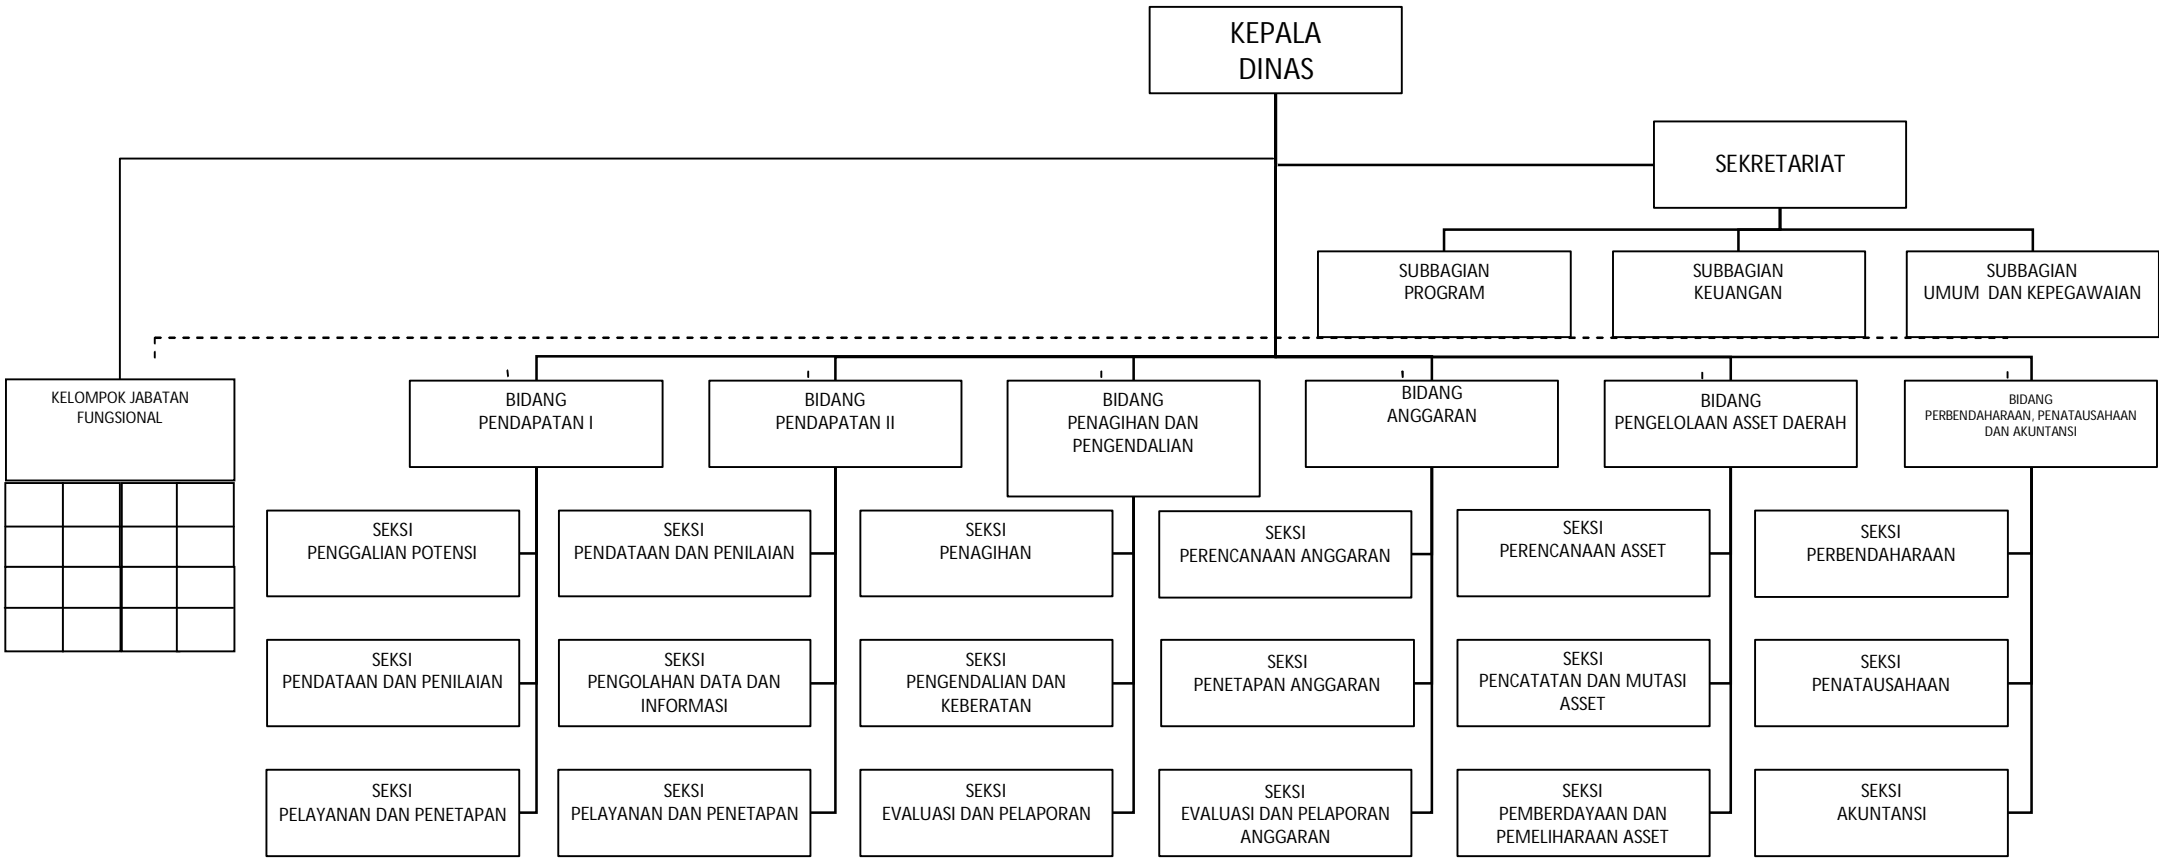 KEPALA
DINAS
SEKRETARIAT
SUBBAGIAN
PROGRAM
SUBBAGIAN
KEUANGAN
SUBBAGIAN
UMUM DAN KEPEGAWAIAN
KELOMPOK JABATAN
FUNGSIONAL
BIDANG
PENDAPATAN I
BIDANG
PENDAPATAN II
BIDANG
PENAGIHAN DAN
PENGENDALIAN
BIDANG
ANGGARAN
BIDANG
PENGELOLAAN ASSET DAERAH
BIDANG
PERBENDAHARAAN, PENATAUSAHAAN
DAN AKUNTANSI
SEKSI
PENGGALIAN POTENSI
SEKSI
PENDATAAN DAN PENILAIAN
SEKSI
PENAGIHAN
SEKSI
PERENCANAAN ANGGARAN
SEKSI
PERENCANAAN ASSET
SEKSI
PERBENDAHARAAN
SEKSI
PENDATAAN DAN PENILAIAN
SEKSI
PENGOLAHAN DATA DAN
INFORMASI
SEKSI
PENGENDALIAN DAN
KEBERATAN
SEKSI
PENETAPAN ANGGARAN
SEKSI
PENCATATAN DAN MUTASI
ASSET
SEKSI
PENATAUSAHAAN
SEKSI
PELAYANAN DAN PENETAPAN
SEKSI
PELAYANAN DAN PENETAPAN
SEKSI
EVALUASI DAN PELAPORAN
SEKSI
EVALUASI DAN PELAPORAN
ANGGARAN
SEKSI
PEMBERDAYAAN DAN
PEMELIHARAAN ASSET
SEKSI
AKUNTANSI